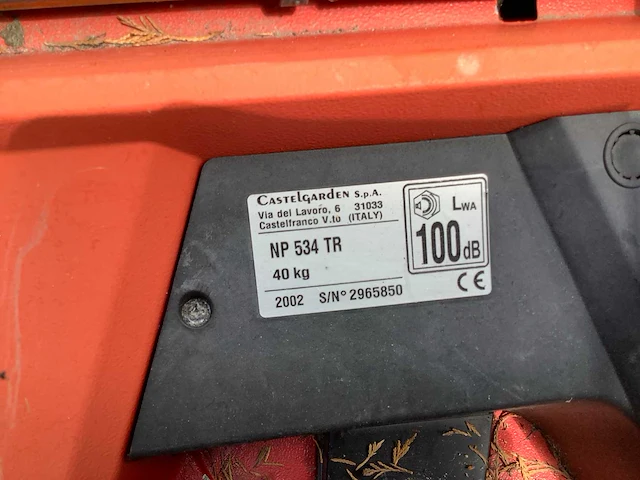 CASTELGARDEN S.p.A.
Via del Lavoro, 6 31033
Castelfranco V.to (ITALY)
NP 534 TR
40 kg
2002 S/N° 2965850
LWA
100dB
CE